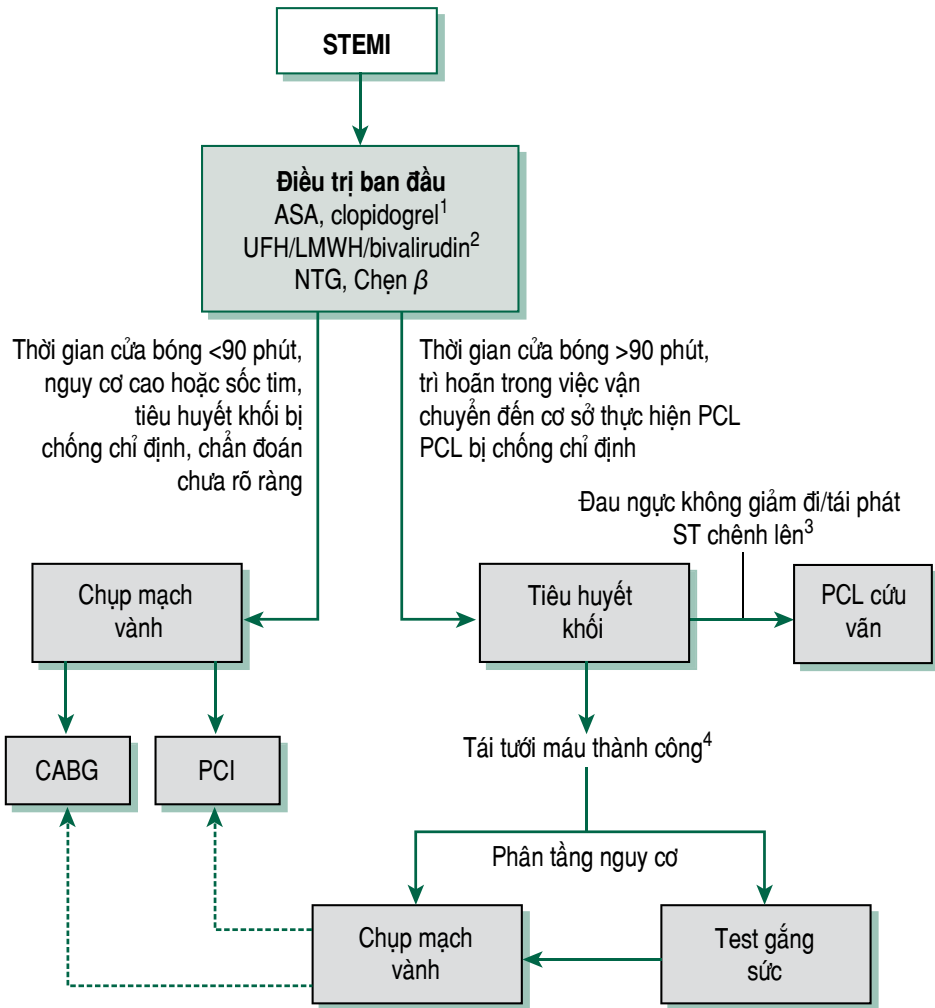 STEMI
Điều trị ban đầu
ASA, clopidogrel1
UFH/LMWH/bivalirudin2
NTG, Chẹn β
Thời gian cửa bóng <90 phút,
nguy cơ cao hoặc sốc tim,
tiêu huyết khối bị
chống chỉ định, chẩn đoán
chưa rõ ràng
Thời gian cửa bóng >90 phút,
trì hoãn trong việc vận
chuyển đến cơ sở thực hiện PCL
PCL bị chống chỉ định
Đau ngực không giảm đi/tái phát
ST chênh lên3
Chụp mạch
vành
Tiêu huyết
khối
PCL cứu
vãn
CABG
PCI
Tái tưới máu thành công4
Phân tầng nguy cơ
Chụp mạch
vành
Test gắng
sức